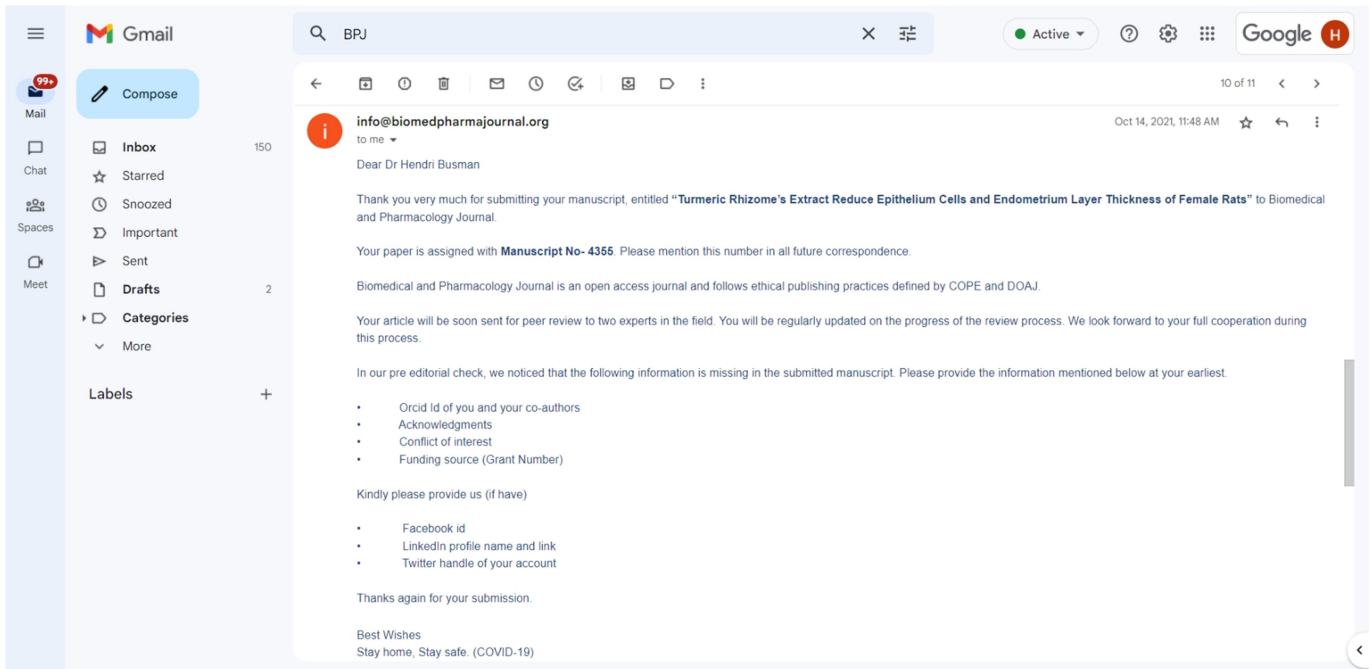 Gmail
BPJ
Active
Google H
99+
Mail
Chat
Spaces
Meet
Compose
Inbox 150
Starred
Snoozed
Important
Sent
Drafts 2
Categories
More
Labels
10 of 11
i
info@biomedpharmajournal.org
Oct 14, 2021, 11:48 AM
to me
Dear Dr Hendri Busman
Thank you very much for submitting your manuscript, entitled “Turmeric Rhizome’s Extract Reduce Epithelium Cells and Endometrium Layer Thickness of Female Rats” to Biomedical
and Pharmacology Journal.
Your paper is assigned with Manuscript No- 4355. Please mention this number in all future correspondence.
Biomedical and Pharmacology Journal is an open access journal and follows ethical publishing practices defined by COPE and DOAJ.
Your article will be soon sent for peer review to two experts in the field. You will be regularly updated on the progress of the review process. We look forward to your full cooperation during
this process.
In our pre editorial check, we noticed that the following information is missing in the submitted manuscript. Please provide the information mentioned below at your earliest.
• Orcid Id of you and your co-authors
• Acknowledgments
• Conflict of interest
• Funding source (Grant Number)
Kindly please provide us (if have)
• Facebook id
• LinkedIn profile name and link
• Twitter handle of your account
Thanks again for your submission.
Best Wishes
Stay home, Stay safe. (COVID-19)